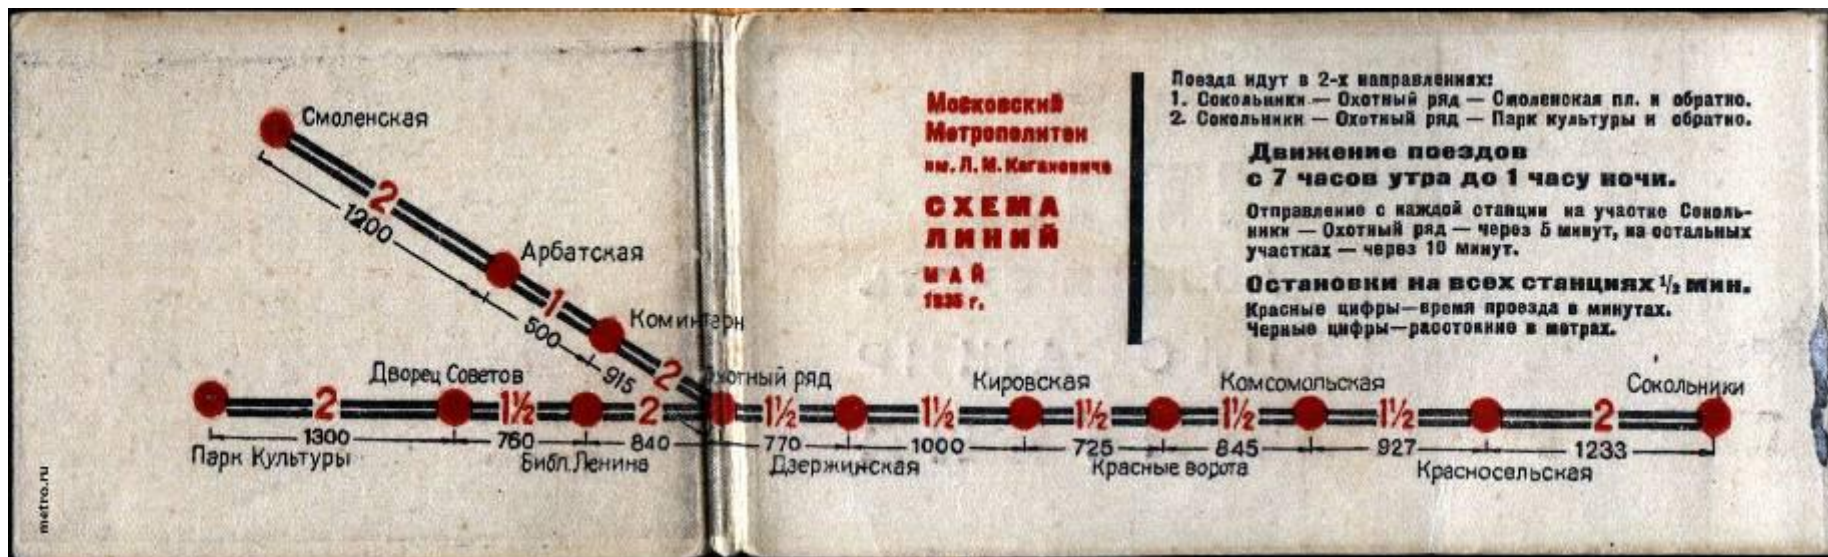 Смоленская
2
1200
Арбатская
1
500
Коминтерн
2
915
Московский
Метрополитен
им. Л. М. Кагановича
СХЕМА
ЛИНИЙ
МАЙ
1935 г.
Поезда идут в 2-х направлениях:
1. Сокольники — Охотный ряд — Смоленская пл. и обратно.
2. Сокольники — Охотный ряд — Парк культуры и обратно.
Движение поездов
с 7 часов утра до 1 часу ночи.
Отправление с каждой станции на участке Соколь-
ники — Охотный ряд — через 5 минут, на остальных
участках — через 10 минут.
Остановки на всех станциях ½ мин.
Красные цифры—время проезда в минутах.
Черные цифры—расстояние в метрах.
Дворец Советов Охотный ряд Кировская Комсомольская Сокольники
2 1½ 2 1½ 1½ 1½ 1½ 1½ 2
1300 760 840 770 1000 725 845 927 1233
Парк Культуры Библ. Ленина Дзержинская Красные ворота Красносельская
metro.ru